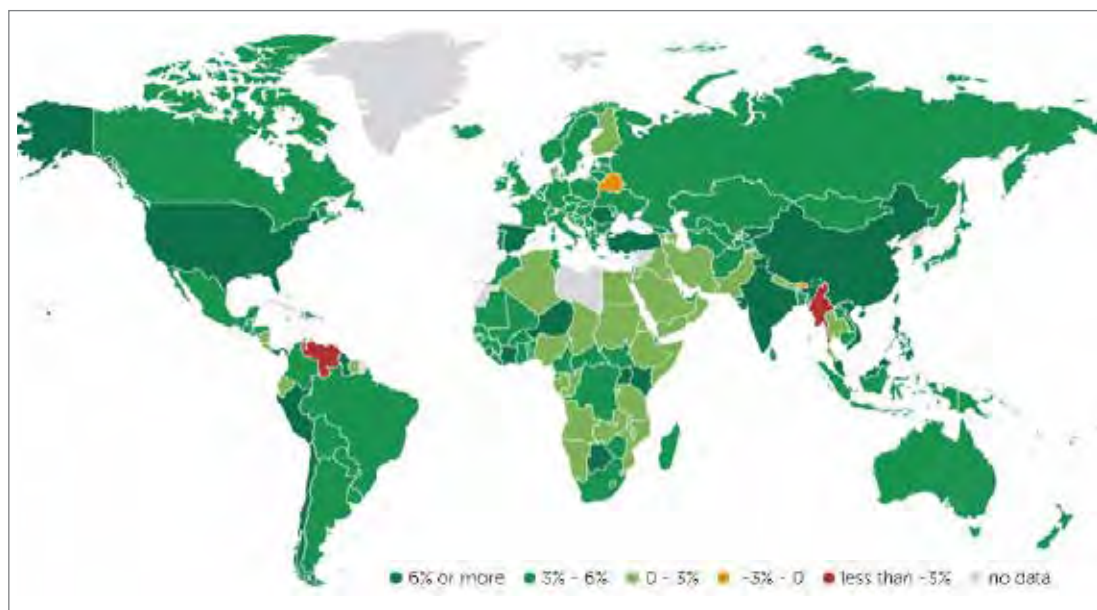 6% or more 3% - 6% 0 - 3% -3% - 0 less than -3% no data